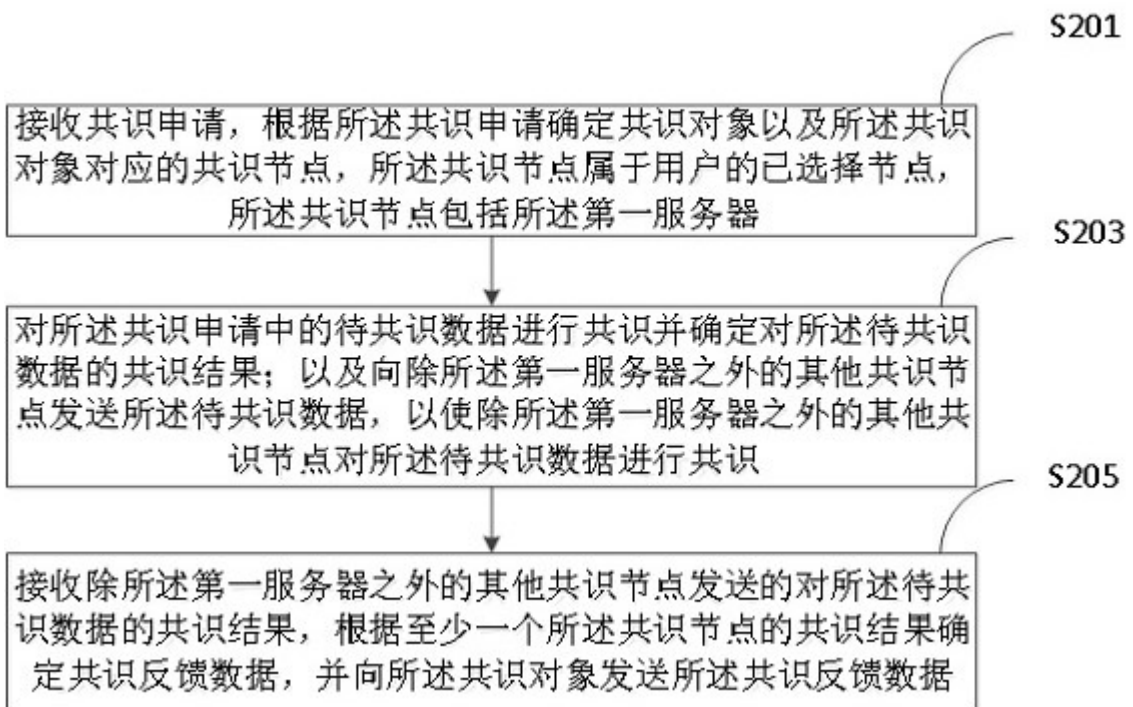 S201
接收共识申请，根据所述共识申请确定共识对象以及所述共识
对象对应的共识节点，所述共识节点属于用户的已选择节点，
所述共识节点包括所述第一服务器
S203
对所述共识申请中的待共识数据进行共识并确定对所述待共识
数据的共识结果；以及向除所述第一服务器之外的其他共识节
点发送所述待共识数据，以使除所述第一服务器之外的其他共
识节点对所述待共识数据进行共识
S205
接收除所述第一服务器之外的其他共识节点发送的对所述待共
识数据的共识结果，根据至少一个所述共识节点的共识结果确
定共识反馈数据，并向所述共识对象发送所述共识反馈数据